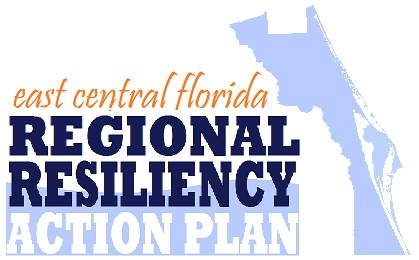 east central florida
REGIONAL
RESILIENCY
ACTION PLAN